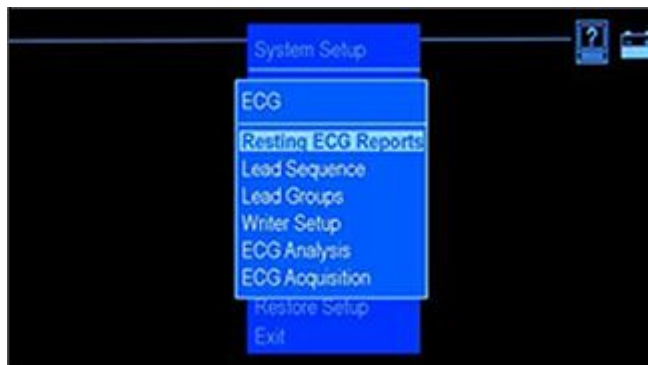 System Setup
?
ECG
Resting ECG Reports
Lead Sequence
Lead Groups
Writer Setup
ECG Analysis
ECG Acquisition
Restore Setup
Exit